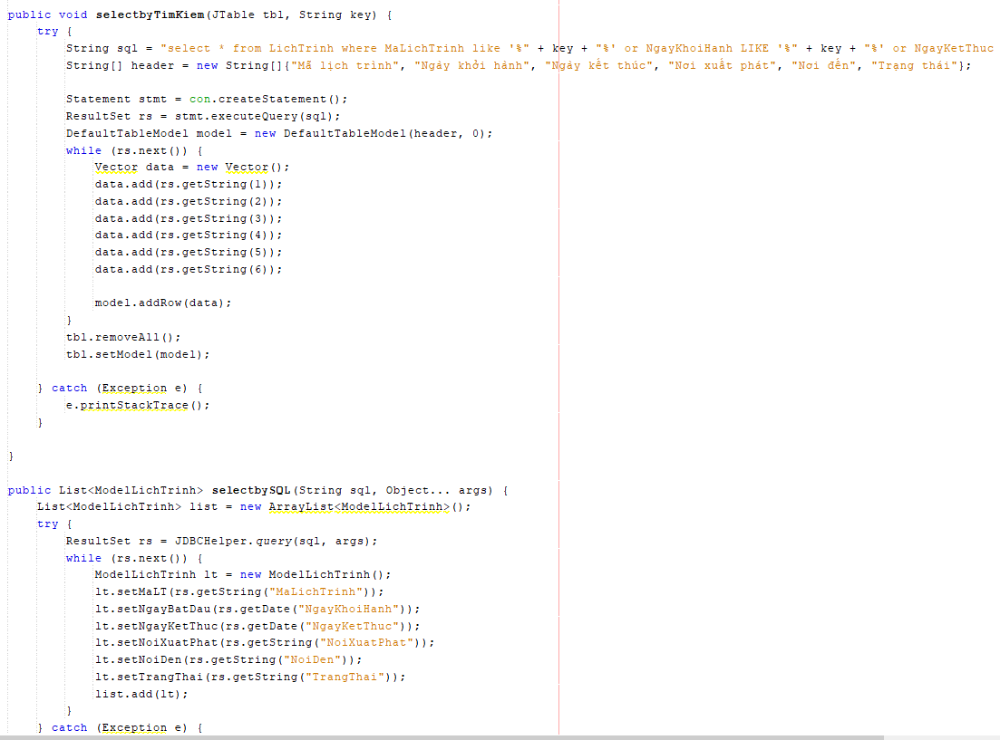 public void selectbyTimKiem(JTable tbl, String key) {
try {
String sql = "select * from LichTrinh where MaLichTrinh like '%" + key + "%' or NgayKhoiHanh LIKE '%" + key + "%' or NgayKetThuc
String[] header = new String[]{"Mã lịch trình", "Ngày khởi hành", "Ngày kết thúc", "Nơi xuất phát", "Nơi đến", "Trạng thái"};
Statement stmt = con.createStatement();
ResultSet rs = stmt.executeQuery(sql);
DefaultTableModel model = new DefaultTableModel(header, 0);
while (rs.next()) {
Vector data = new Vector();
data.add(rs.getString(1));
data.add(rs.getString(2));
data.add(rs.getString(3));
data.add(rs.getString(4));
data.add(rs.getString(5));
data.add(rs.getString(6));
model.addRow(data);
}
tbl.removeAll();
tbl.setModel(model);
} catch (Exception e) {
e.printStackTrace();
}
}
public List<ModelLichTrinh> selectbySQL(String sql, Object... args) {
List<ModelLichTrinh> list = new ArrayList<ModelLichTrinh>();
try {
ResultSet rs = JDBCHelper.query(sql, args);
while (rs.next()) {
ModelLichTrinh lt = new ModelLichTrinh();
lt.setMaLT(rs.getString("MaLichTrinh"));
lt.setNgayBatDau(rs.getDate("NgayKhoiHanh"));
lt.setNgayKetThuc(rs.getDate("NgayKetThuc"));
lt.setNoiXuatPhat(rs.getString("NoiXuatPhat"));
lt.setNoiDen(rs.getString("NoiDen"));
lt.setTrangThai(rs.getString("TrangThai"));
list.add(lt);
}
} catch (Exception e) {